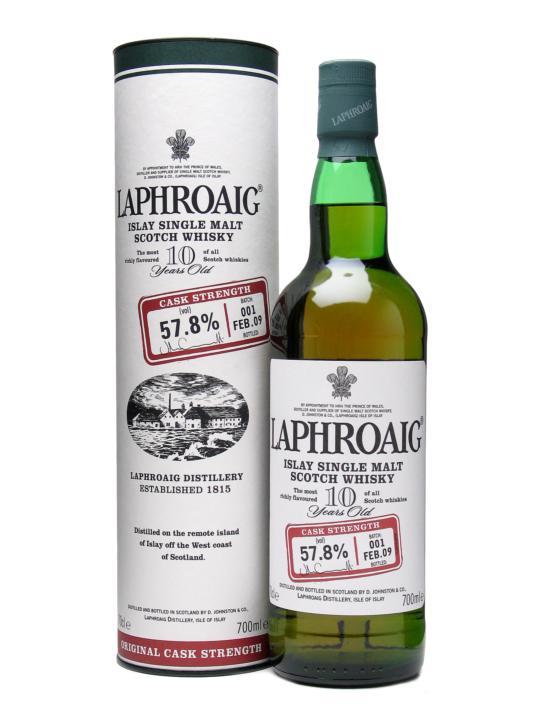 BY APPOINTMENT TO HRH THE PRINCE OF WALES,
DISTILLER AND SUPPLIER OF SINGLE MALT SCOTCH WHISKY,
D. JOHNSTON & CO., (LAPHROAIG) ISLE OF ISLAY
LAPHROAIG®
ISLAY SINGLE MALT
SCOTCH WHISKY
The most richly flavoured 10 of all Scotch whiskies
Years Old
CASK STRENGTH
(vol)
57.8%
BATCH:
001
FEB.09
BOTTLED
LAPHROAIG DISTILLERY
ESTABLISHED 1815
Distilled on the remote island
of Islay off the West coast
of Scotland.
DISTILLED AND BOTTLED IN SCOTLAND BY D. JOHNSTON & CO.,
LAPHROAIG DISTILLERY, ISLE OF ISLAY
70cl℮ 700ml℮
ORIGINAL CASK STRENGTH
LAPHROAIG
BY APPOINTMENT TO HRH THE PRINCE OF WALES,
DISTILLER AND SUPPLIER OF SINGLE MALT SCOTCH WHISKY,
D. JOHNSTON & CO., (LAPHROAIG) ISLE OF ISLAY
LAPHROAIG®
ISLAY SINGLE MALT
SCOTCH WHISKY
The most richly flavoured 10 of all Scotch whiskies
Years Old
CASK STRENGTH
(vol)
57.8%
BATCH:
001
FEB.09
BOTTLED
DISTILLED AND BOTTLED IN SCOTLAND BY D. JOHNSTON & CO.,
LAPHROAIG DISTILLERY, ISLE OF ISLAY
70cl℮ 700ml℮